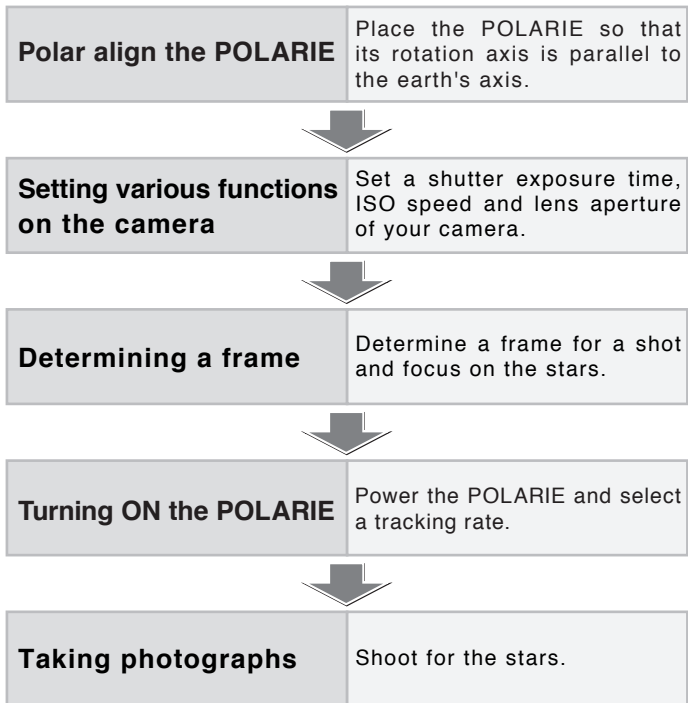 Polar align the POLARIE
Place the POLARIE so that
its rotation axis is parallel to
the earth's axis.
Setting various functions
on the camera
Set a shutter exposure time,
ISO speed and lens aperture
of your camera.
Determining a frame
Determine a frame for a shot
and focus on the stars.
Turning ON the POLARIE
Power the POLARIE and select
a tracking rate.
Taking photographs
Shoot for the stars.